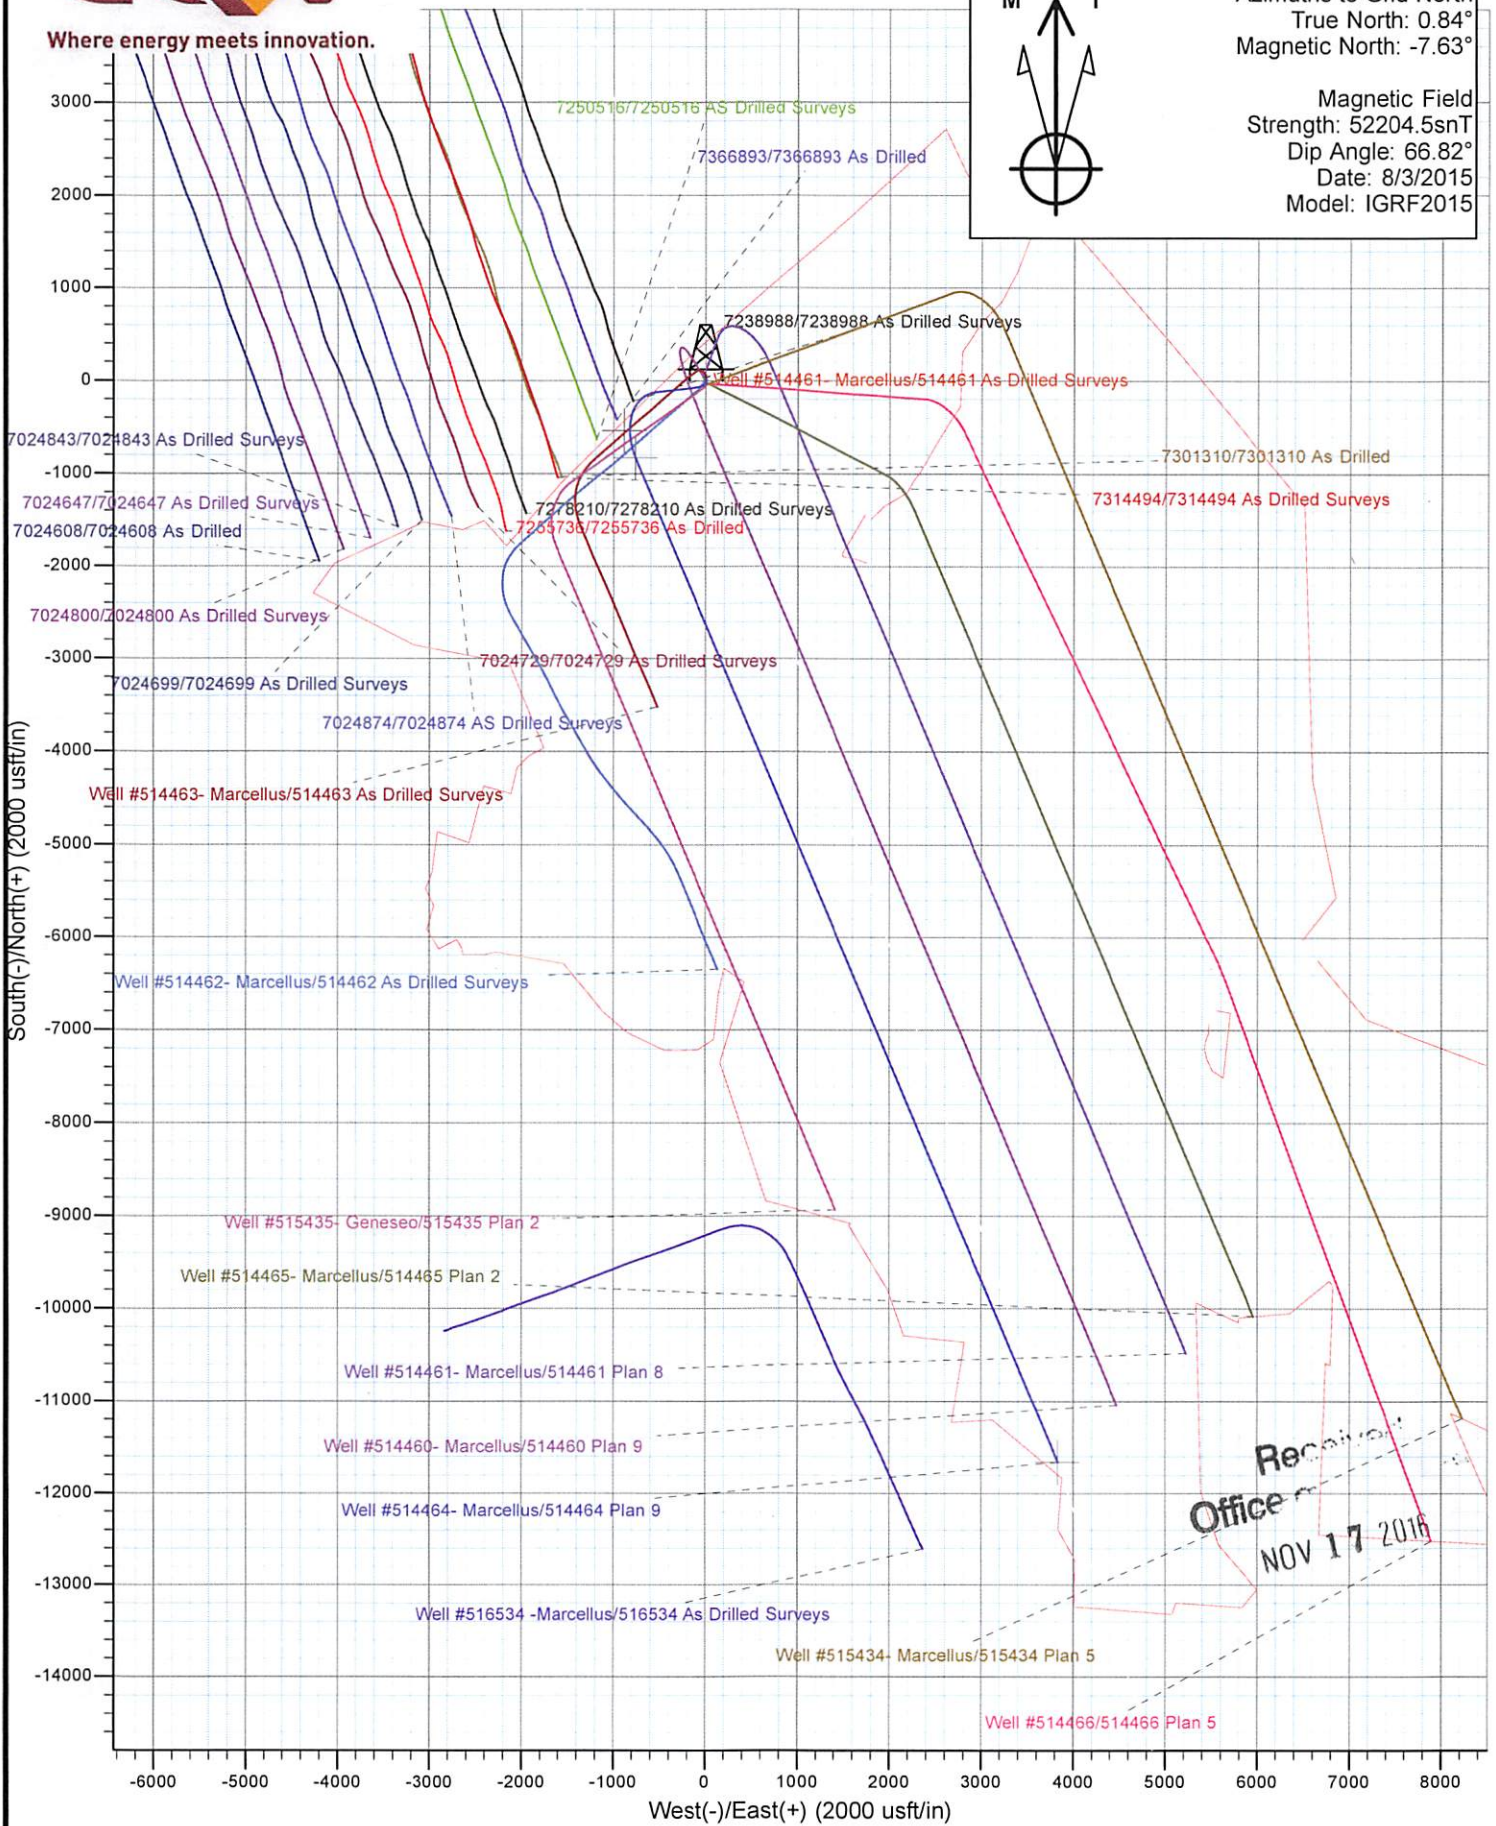 Where energy meets innovation.
True North: 0.84°
Magnetic North: -7.63°
Magnetic Field
Strength: 52204.5snT
Dip Angle: 66.82°
Date: 8/3/2015
Model: IGRF2015
7250516/7250516 AS Drilled Surveys
7366893/7366893 As Drilled
7238988/7238988 As Drilled Surveys
Well #514461- Marcellus/514461 As Drilled Surveys
7024843/7024843 As Drilled Surveys
7301310/7301310 As Drilled
7024647/7024647 As Drilled Surveys
7314494/7314494 As Drilled Surveys
7278210/7278210 As Drilled Surveys
7024608/7024608 As Drilled
7255736/7255736 As Drilled
7024800/7024800 As Drilled Surveys
7024729/7024729 As Drilled Surveys
7024699/7024699 As Drilled Surveys
7024874/7024874 AS Drilled Surveys
Well #514463- Marcellus/514463 As Drilled Surveys
Well #514462- Marcellus/514462 As Drilled Surveys
Well #515435- Geneseo/515435 Plan 2
Well #514465- Marcellus/514465 Plan 2
Well #514461- Marcellus/514461 Plan 8
Well #514460- Marcellus/514460 Plan 9
Well #514464- Marcellus/514464 Plan 9
Well #516534 -Marcellus/516534 As Drilled Surveys
Well #515434- Marcellus/515434 Plan 5
Well #514466/514466 Plan 5
Received
Office
NOV 17 2016
South(-)/North(+) (2000 usft/in)
3000
2000
1000
0
-1000
-2000
-3000
-4000
-5000
-6000
-7000
-8000
-9000
-10000
-11000
-12000
-13000
-14000
-6000 -5000 -4000 -3000 -2000 -1000 0 1000 2000 3000 4000 5000 6000 7000 8000
West(-)/East(+) (2000 usft/in)